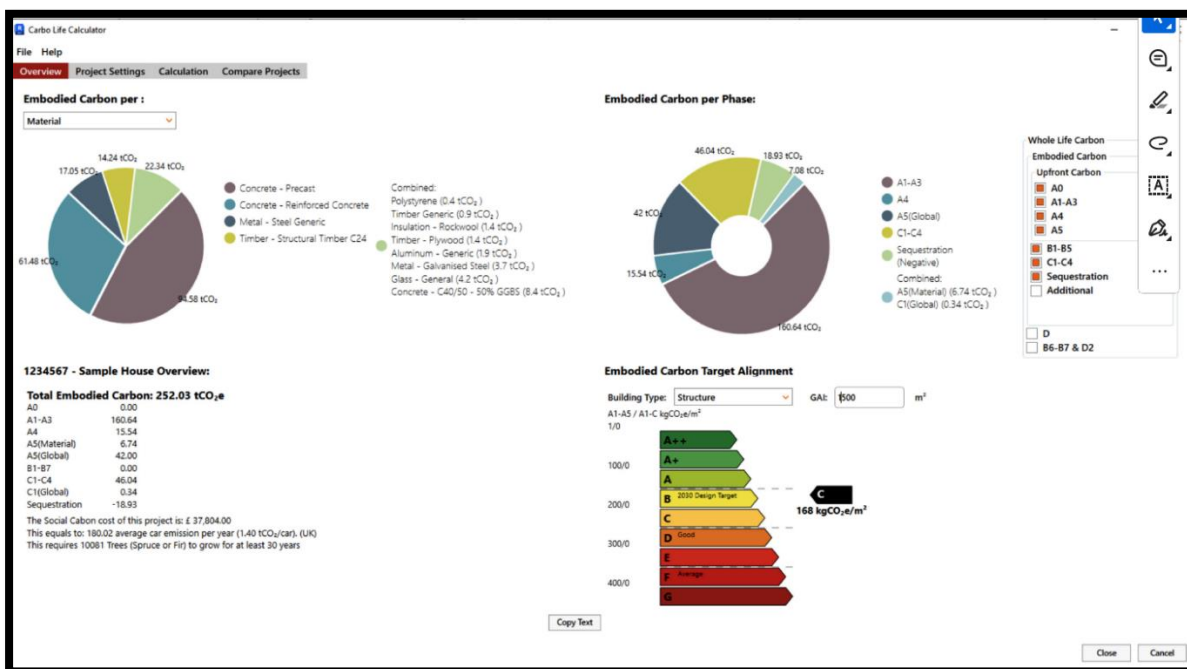 Carbo Life Calculator
File Help
Overview Project Settings Calculation Compare Projects
Embodied Carbon per :
Material
14.24 tCO₂
22.34 tCO₂
17.05 tCO₂
61.48 tCO₂
94.58 tCO₂
Concrete - Precast
Concrete - Reinforced Concrete
Metal - Steel Generic
Timber - Structural Timber C24
Combined:
Polystyrene (0.4 tCO₂ )
Timber Generic (0.9 tCO₂ )
Insulation - Rockwool (1.4 tCO₂ )
Timber - Plywood (1.4 tCO₂ )
Aluminum - Generic (1.9 tCO₂ )
Metal - Galvanised Steel (3.7 tCO₂ )
Glass - General (4.2 tCO₂ )
Concrete - C40/50 - 50% GGBS (8.4 tCO₂ )
Embodied Carbon per Phase:
46.04 tCO₂
18.93 tCO₂
7.08 tCO₂
42 tCO₂
15.54 tCO₂
160.64 tCO₂
A1-A3
A4
A5(Global)
C1-C4
Sequestration
(Negative)
Combined:
A5(Material) (6.74 tCO₂ )
C1(Global) (0.34 tCO₂ )
Whole Life Carbon
Embodied Carbon
Upfront Carbon
A0
A1-A3
A4
A5
B1-B5
C1-C4
Sequestration
Additional
D
B6-B7 & D2
1234567 - Sample House Overview:
Total Embodied Carbon: 252.03 tCO₂e
A0 0.00
A1-A3 160.64
A4 15.54
A5(Material) 6.74
A5(Global) 42.00
B1-B7 0.00
C1-C4 46.04
C1(Global) 0.34
Sequestration -18.93
The Social Cabon cost of this project is: £ 37,804.00
This equals to: 180.02 average car emission per year (1.40 tCO₂/car). (UK)
This requires 10081 Trees (Spruce or Fir) to grow for at least 30 years
Copy Text
Embodied Carbon Target Alignment
Building Type: Structure GAI: 1500 m²
A1-A5 / A1-C kgCO₂e/m²
1/0
A++
A+
100/0
A
B 2030 Design Target
200/0
C
C
168 kgCO₂e/m²
D Good
300/0
E
F Average
400/0
G
Close Cancel